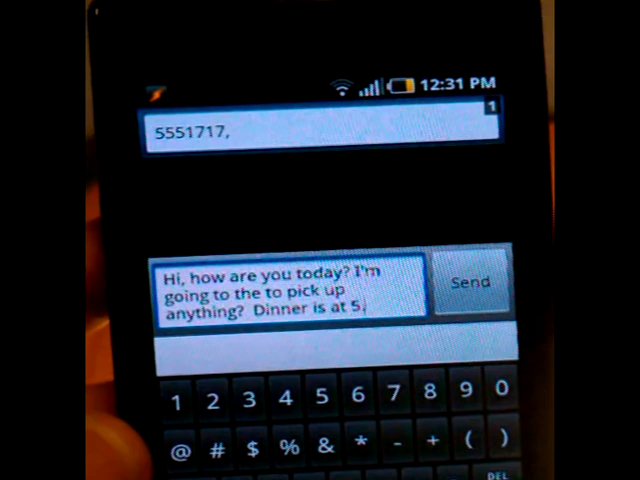 12:31 PM
1
5551717,
Hi, how are you today? I'm
going to the to pick up
anything? Dinner is at 5.
Send
1 2 3 4 5 6 7 8 9 0
@ # $ % & * - + ( )
DEL